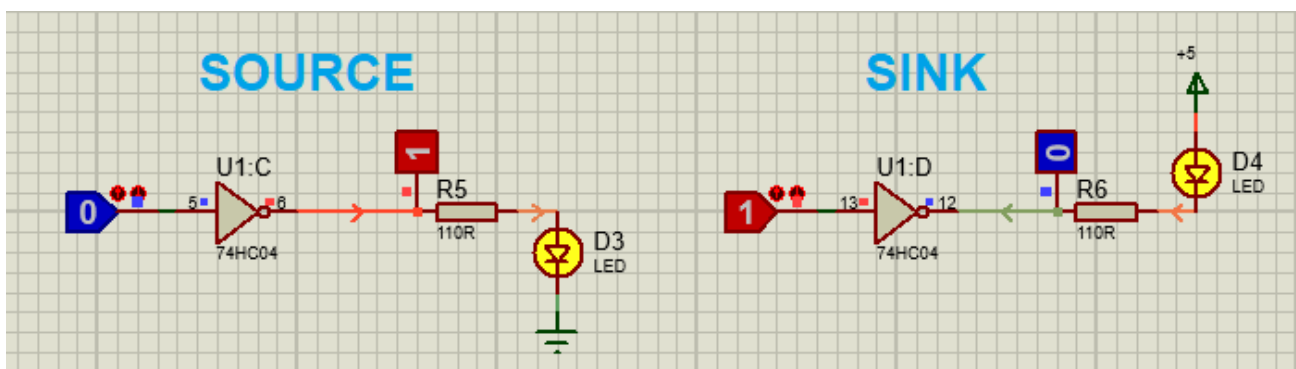 SOURCE
SINK
+5
U1:C
1
R5
0
5
6
74HC04
110R
D3
LED
U1:D
0
R6
D4
LED
1
13
12
74HC04
110R